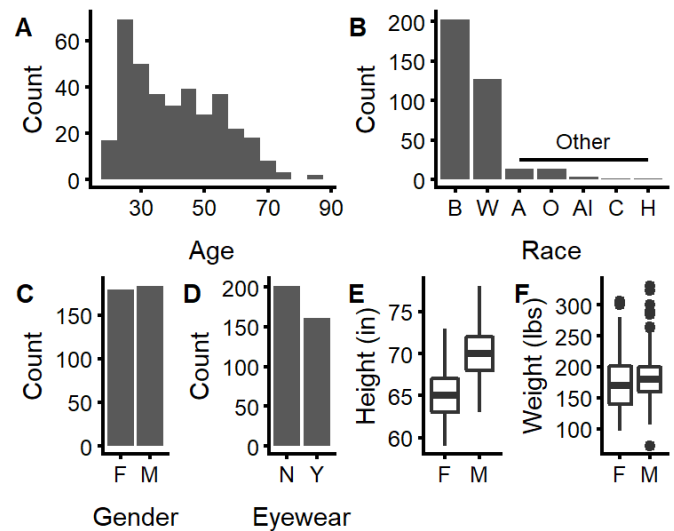 A
Count
60
40
20
0
30 50 70 90
Age
B
Count
200
150
100
50
0
Other
B W A O AI C H
Race
C
Count
150
100
50
0
F M
Gender
D
Count
200
150
100
50
0
N Y
Eyewear
E
Height (in)
75
70
65
60
F M
F
Weight (lbs)
300
250
200
150
100
F M